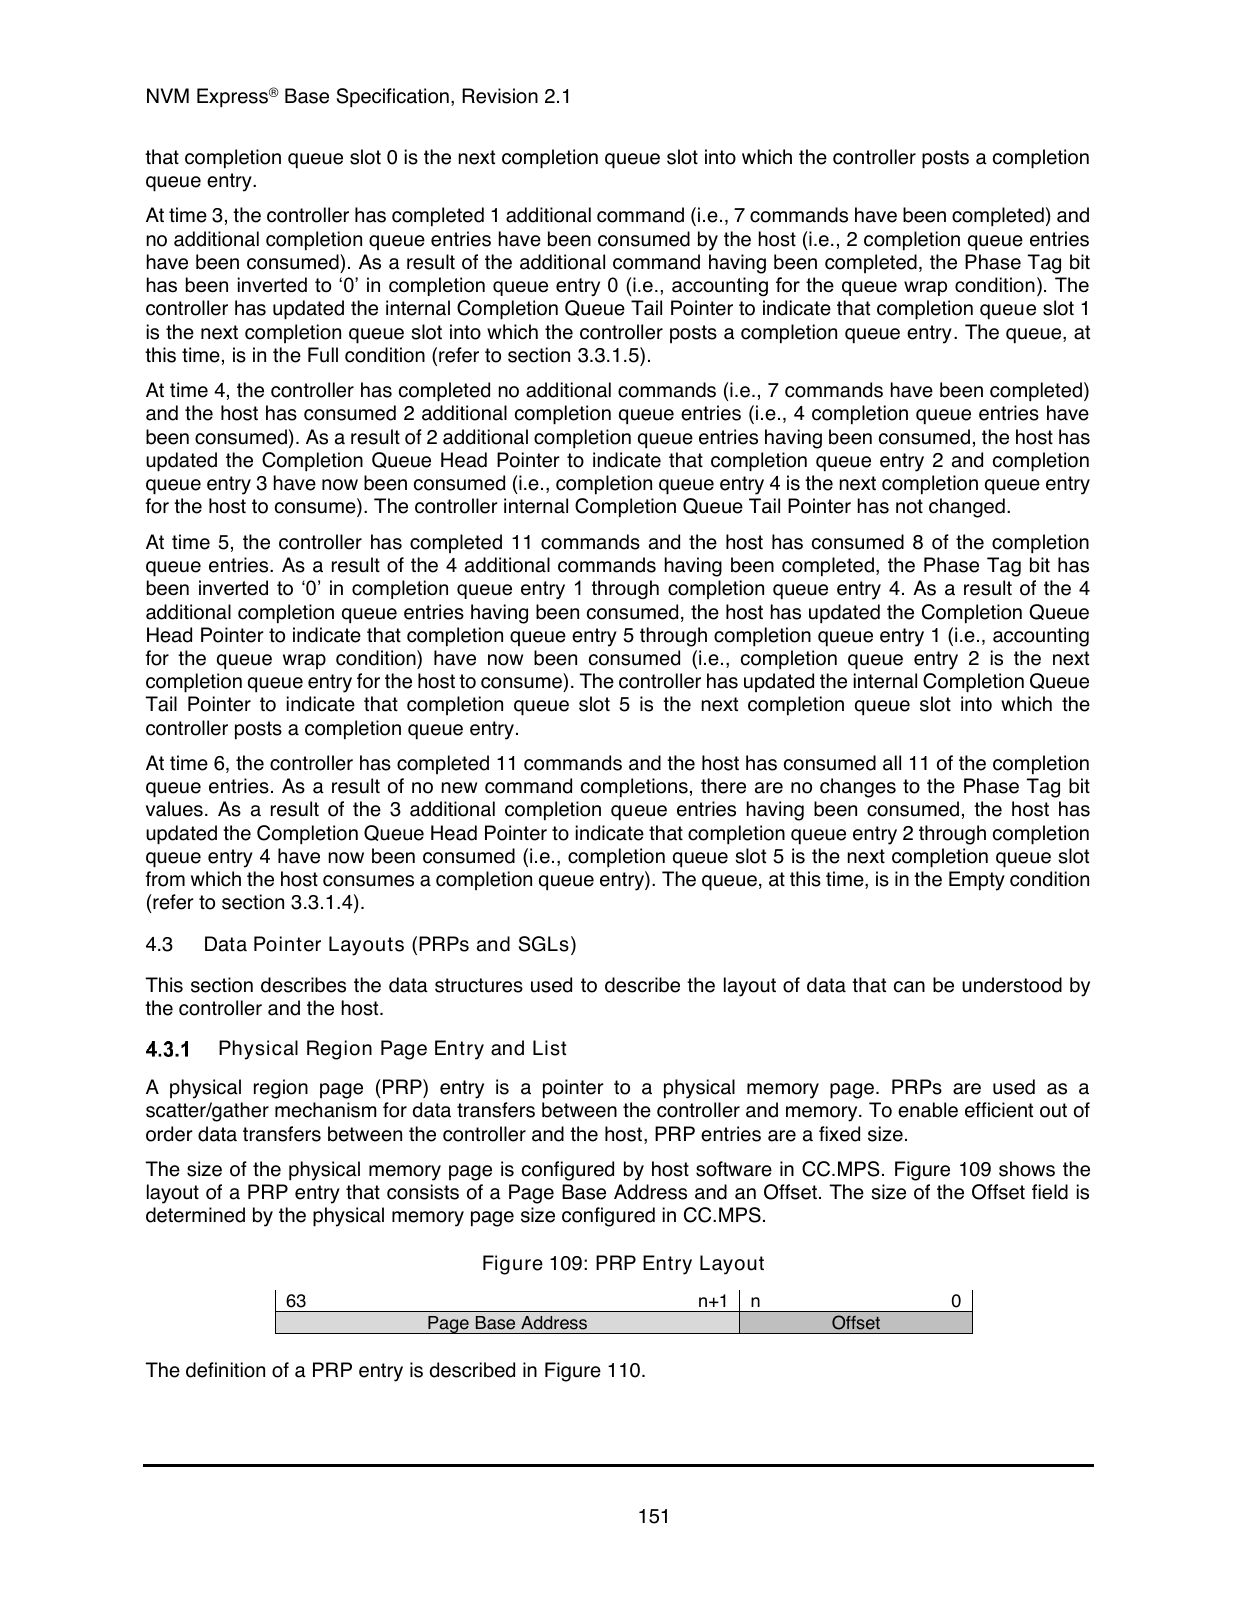 NVM Express® Base Specification, Revision 2.1
that completion queue slot 0 is the next completion queue slot into which the controller posts a completion
queue entry.
At time 3, the controller has completed 1 additional command (i.e., 7 commands have been completed) and
no additional completion queue entries have been consumed by the host (i.e., 2 completion queue entries
have been consumed). As a result of the additional command having been completed, the Phase Tag bit
has been inverted to ‘0’ in completion queue entry 0 (i.e., accounting for the queue wrap condition). The
controller has updated the internal Completion Queue Tail Pointer to indicate that completion queue slot 1
is the next completion queue slot into which the controller posts a completion queue entry. The queue, at
this time, is in the Full condition (refer to section 3.3.1.5).
At time 4, the controller has completed no additional commands (i.e., 7 commands have been completed)
and the host has consumed 2 additional completion queue entries (i.e., 4 completion queue entries have
been consumed). As a result of 2 additional completion queue entries having been consumed, the host has
updated the Completion Queue Head Pointer to indicate that completion queue entry 2 and completion
queue entry 3 have now been consumed (i.e., completion queue entry 4 is the next completion queue entry
for the host to consume). The controller internal Completion Queue Tail Pointer has not changed.
At time 5, the controller has completed 11 commands and the host has consumed 8 of the completion
queue entries. As a result of the 4 additional commands having been completed, the Phase Tag bit has
been inverted to ‘0’ in completion queue entry 1 through completion queue entry 4. As a result of the 4
additional completion queue entries having been consumed, the host has updated the Completion Queue
Head Pointer to indicate that completion queue entry 5 through completion queue entry 1 (i.e., accounting
for the queue wrap condition) have now been consumed (i.e., completion queue entry 2 is the next
completion queue entry for the host to consume). The controller has updated the internal Completion Queue
Tail Pointer to indicate that completion queue slot 5 is the next completion queue slot into which the
controller posts a completion queue entry.
At time 6, the controller has completed 11 commands and the host has consumed all 11 of the completion
queue entries. As a result of no new command completions, there are no changes to the Phase Tag bit
values. As a result of the 3 additional completion queue entries having been consumed, the host has
updated the Completion Queue Head Pointer to indicate that completion queue entry 2 through completion
queue entry 4 have now been consumed (i.e., completion queue slot 5 is the next completion queue slot
from which the host consumes a completion queue entry). The queue, at this time, is in the Empty condition
(refer to section 3.3.1.4).
4.3 Data Pointer Layouts (PRPs and SGLs)
This section describes the data structures used to describe the layout of data that can be understood by
the controller and the host.
4.3.1 Physical Region Page Entry and List
A physical region page (PRP) entry is a pointer to a physical memory page. PRPs are used as a
scatter/gather mechanism for data transfers between the controller and memory. To enable efficient out of
order data transfers between the controller and the host, PRP entries are a fixed size.
The size of the physical memory page is configured by host software in CC.MPS. Figure 109 shows the
layout of a PRP entry that consists of a Page Base Address and an Offset. The size of the Offset field is
determined by the physical memory page size configured in CC.MPS.
Figure 109: PRP Entry Layout
63 n+1 n 0
Page Base Address Offset
The definition of a PRP entry is described in Figure 110.
151